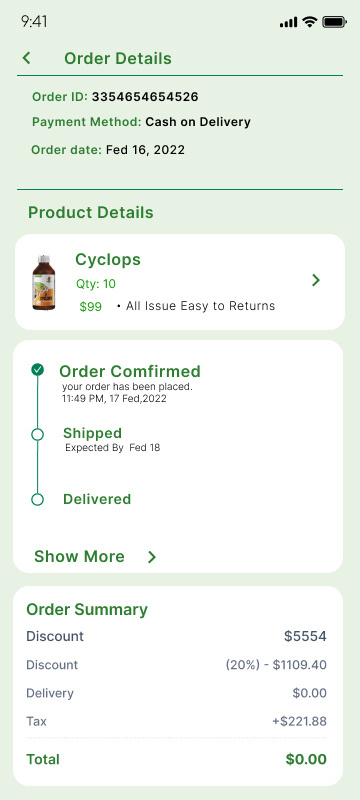 9:41
Order Details
Order ID: 3354654654526
Payment Method: Cash on Delivery
Order date: Fed 16, 2022
Product Details
Cyclops
Qty: 10
$99 • All Issue Easy to Returns
Order Comfirmed
your order has been placed.
11:49 PM, 17 Fed,2022
Shipped
Expected By Fed 18
Delivered
Show More
Order Summary
Discount $5554
Discount (20%) - $1109.40
Delivery $0.00
Tax +$221.88
Total $0.00